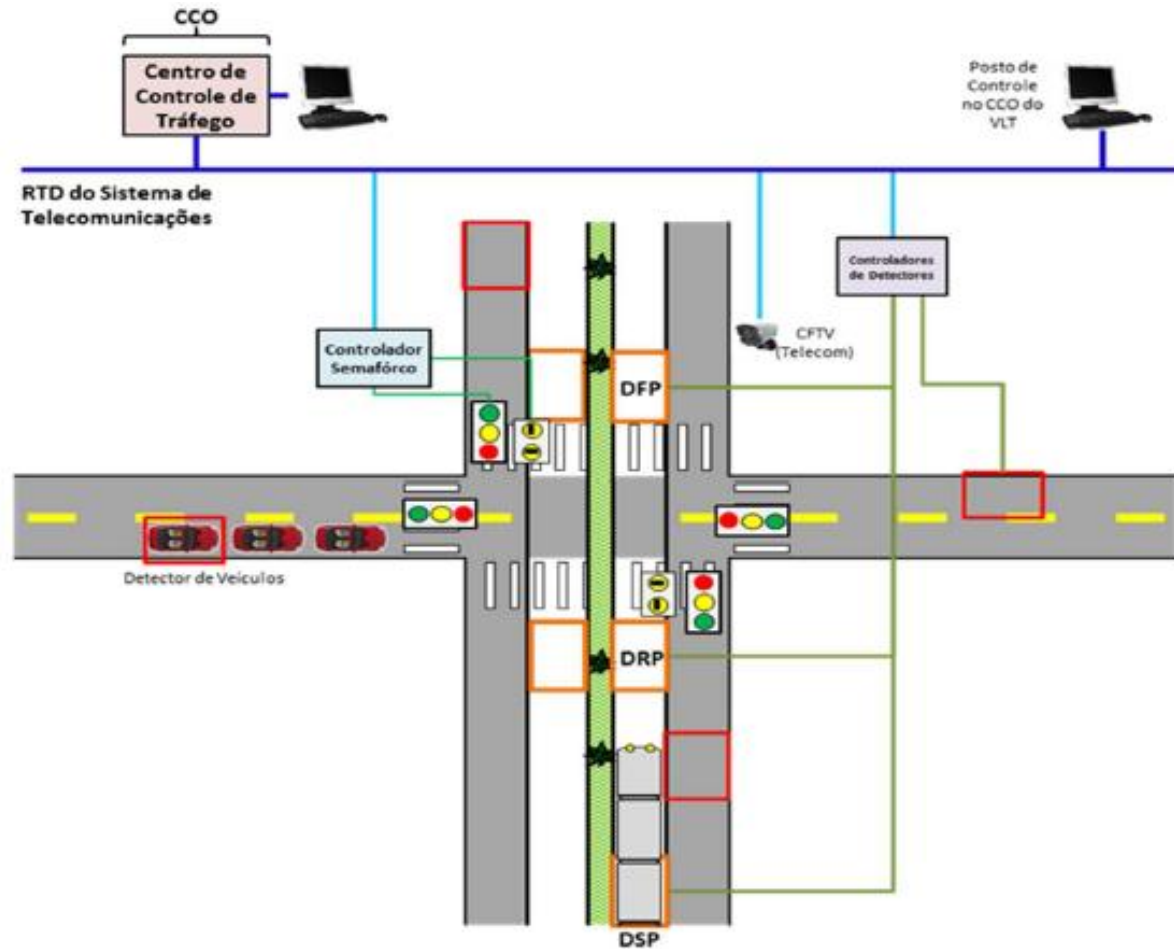 CCO
Centro de
Controle de
Tráfego
Posto de
Controle
no CCO do
VLT
RTD do Sistema de
Telecomunicações
Controladores
de Detectores
Controlador
Semafórco
CFTV
(Telecom)
DFP
Detector de Veículos
DRP
DSP